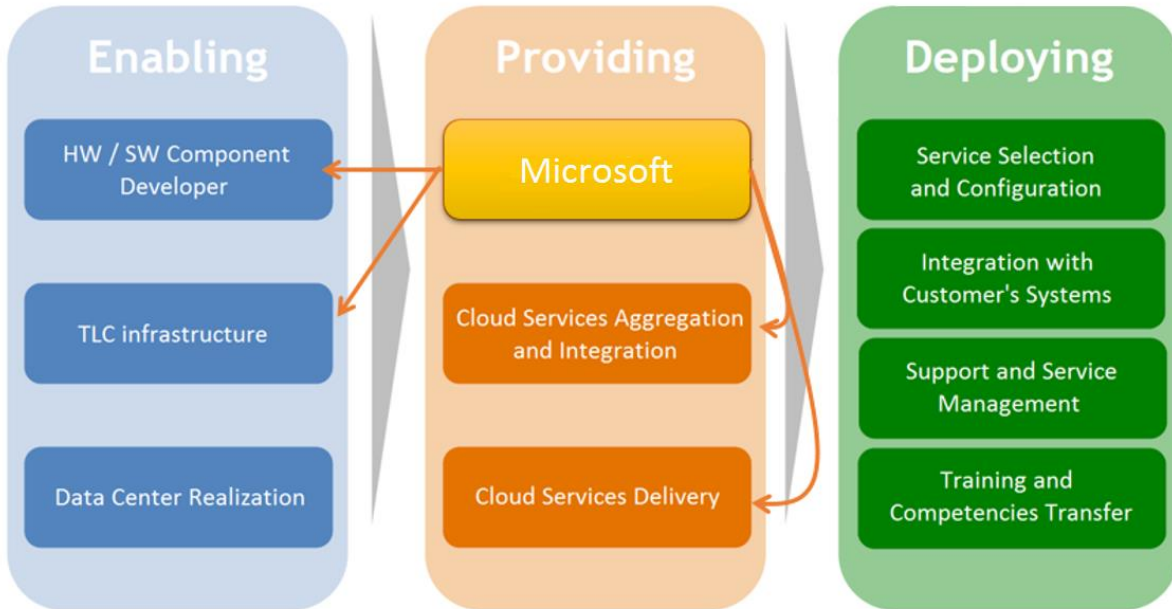 Enabling
HW / SW Component
Developer
TLC infrastructure
Data Center Realization
Providing
Microsoft
Cloud Services Aggregation
and Integration
Cloud Services Delivery
Deploying
Service Selection
and Configuration
Integration with
Customer's Systems
Support and Service
Management
Training and
Competencies Transfer